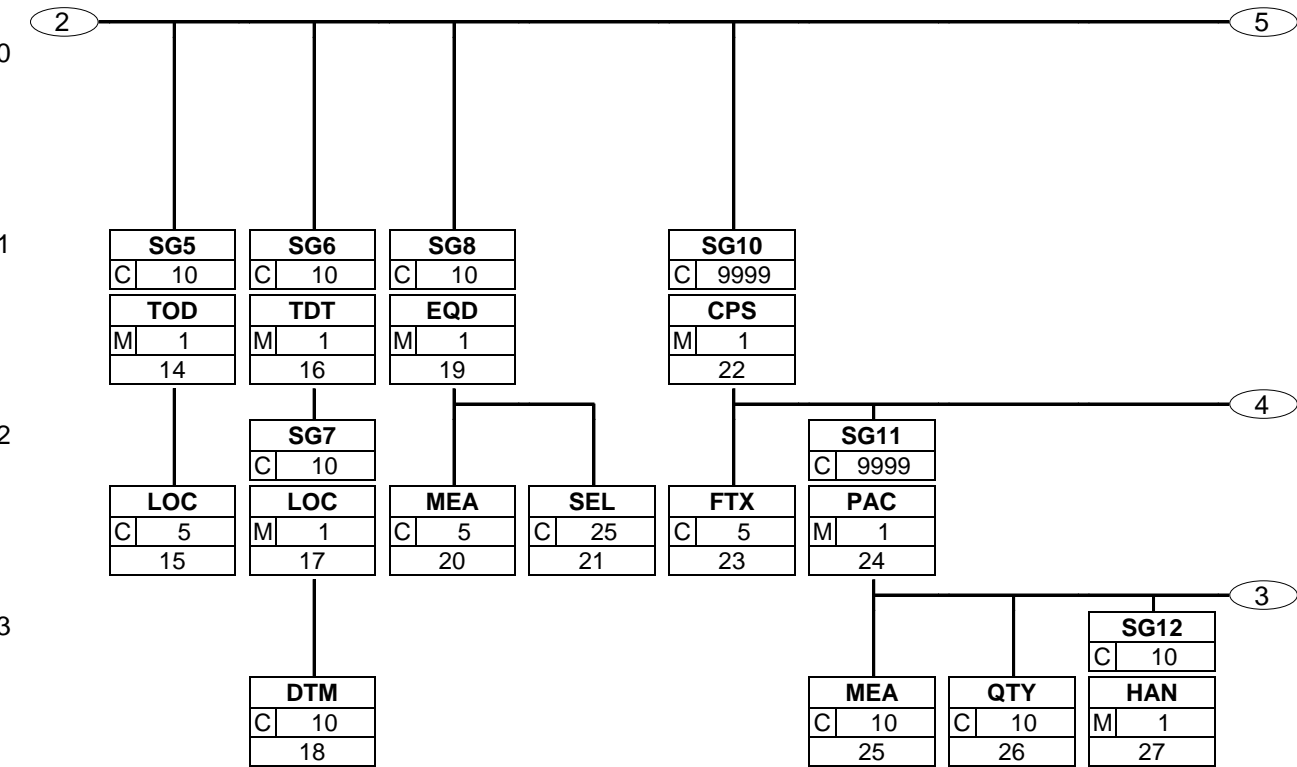 2 5
0
1
SG5 SG6 SG8 SG10
C 10 C 10 C 10 C 9999
TOD TDT EQD CPS
M 1 M 1 M 1 M 1
14 16 19 22
4
2
SG7 SG11
C 10 C 9999
LOC LOC MEA SEL FTX PAC
C 5 M 1 C 5 C 25 C 5 M 1
15 17 20 21 23 24
3
3
SG12
C 10
DTM MEA QTY HAN
C 10 C 10 C 10 M 1
18 25 26 27